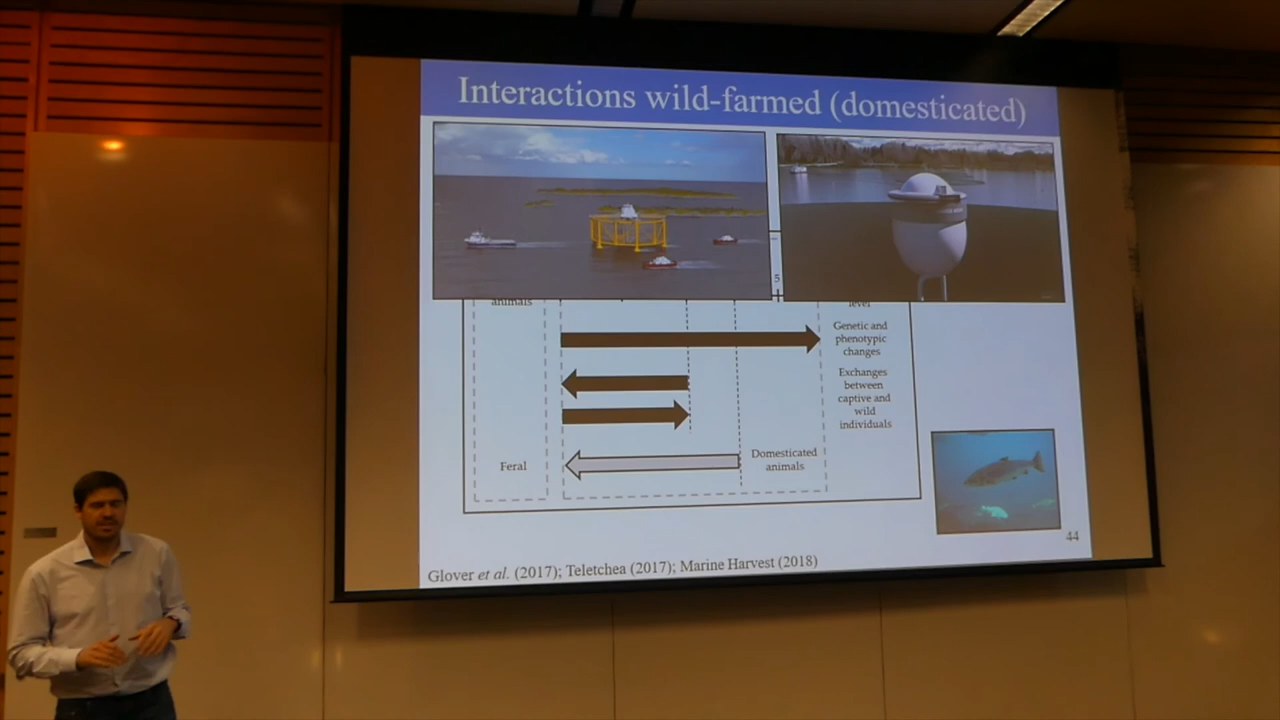 Interactions wild-farmed (domesticated)
5
animals
level
Genetic and
phenotypic
changes
Exchanges
between
captive and
wild
individuals
Feral
Domesticated
animals
44
Glover et al. (2017); Teletchea (2017); Marine Harvest (2018)